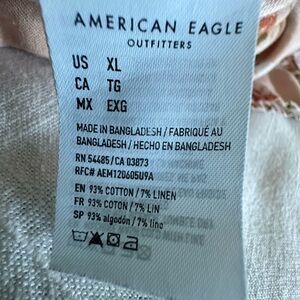 AMERICAN EAGLE
OUTFITTERS
US XL
CA TG
MX EXG
MADE IN BANGLADESH / FABRIQUÉ AU
BANGLADESH / HECHO EN BANGLADESH
RN 54485/CA 03873
RFC# AEM120605U9A
EN 93% COTTON / 7% LINEN
FR 93% COTON / 7% LIN
SP 93% algodón / 7% lino